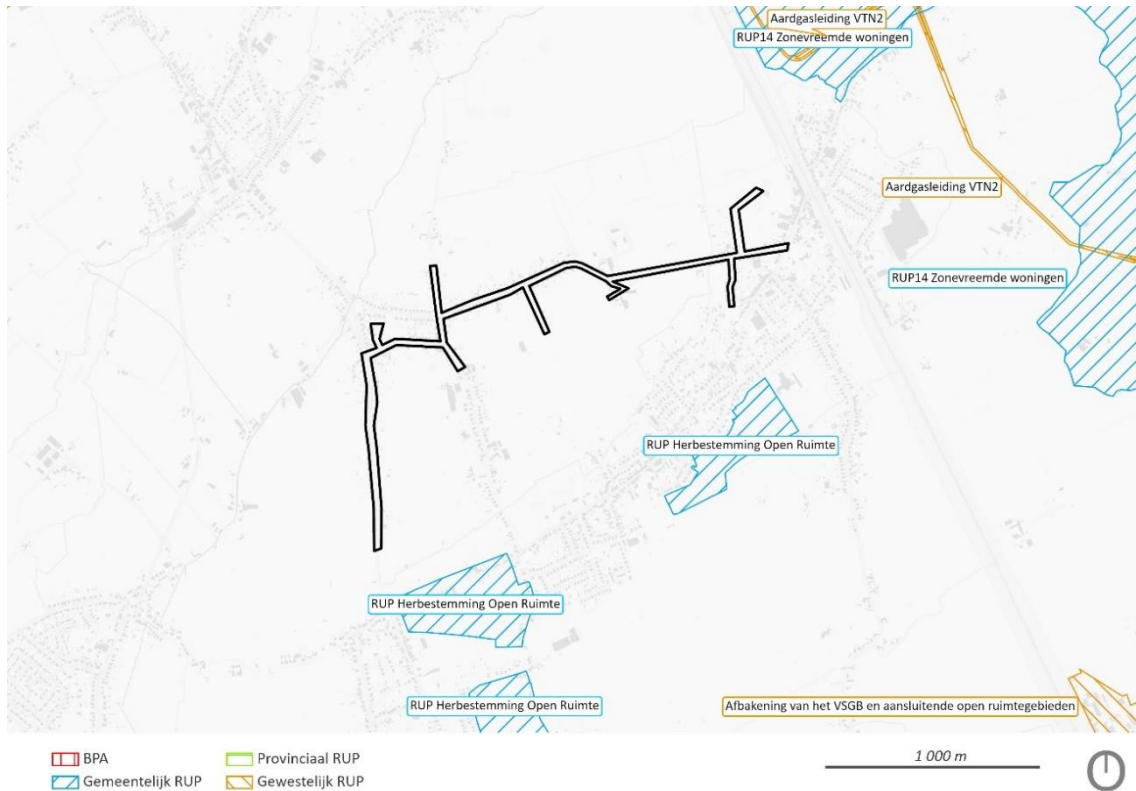 Aardgasleiding VTN2
RUP14 Zonevreemde woningen
Aardgasleiding VTN2
RUP14 Zonevreemde woningen
RUP Herbestemming Open Ruimte
RUP Herbestemming Open Ruimte
RUP Herbestemming Open Ruimte
Afbakening van het VSGB en aansluitende open ruimtegebieden
BPA
Provinciaal RUP
Gemeentelijk RUP
Gewestelijk RUP
1 000 m